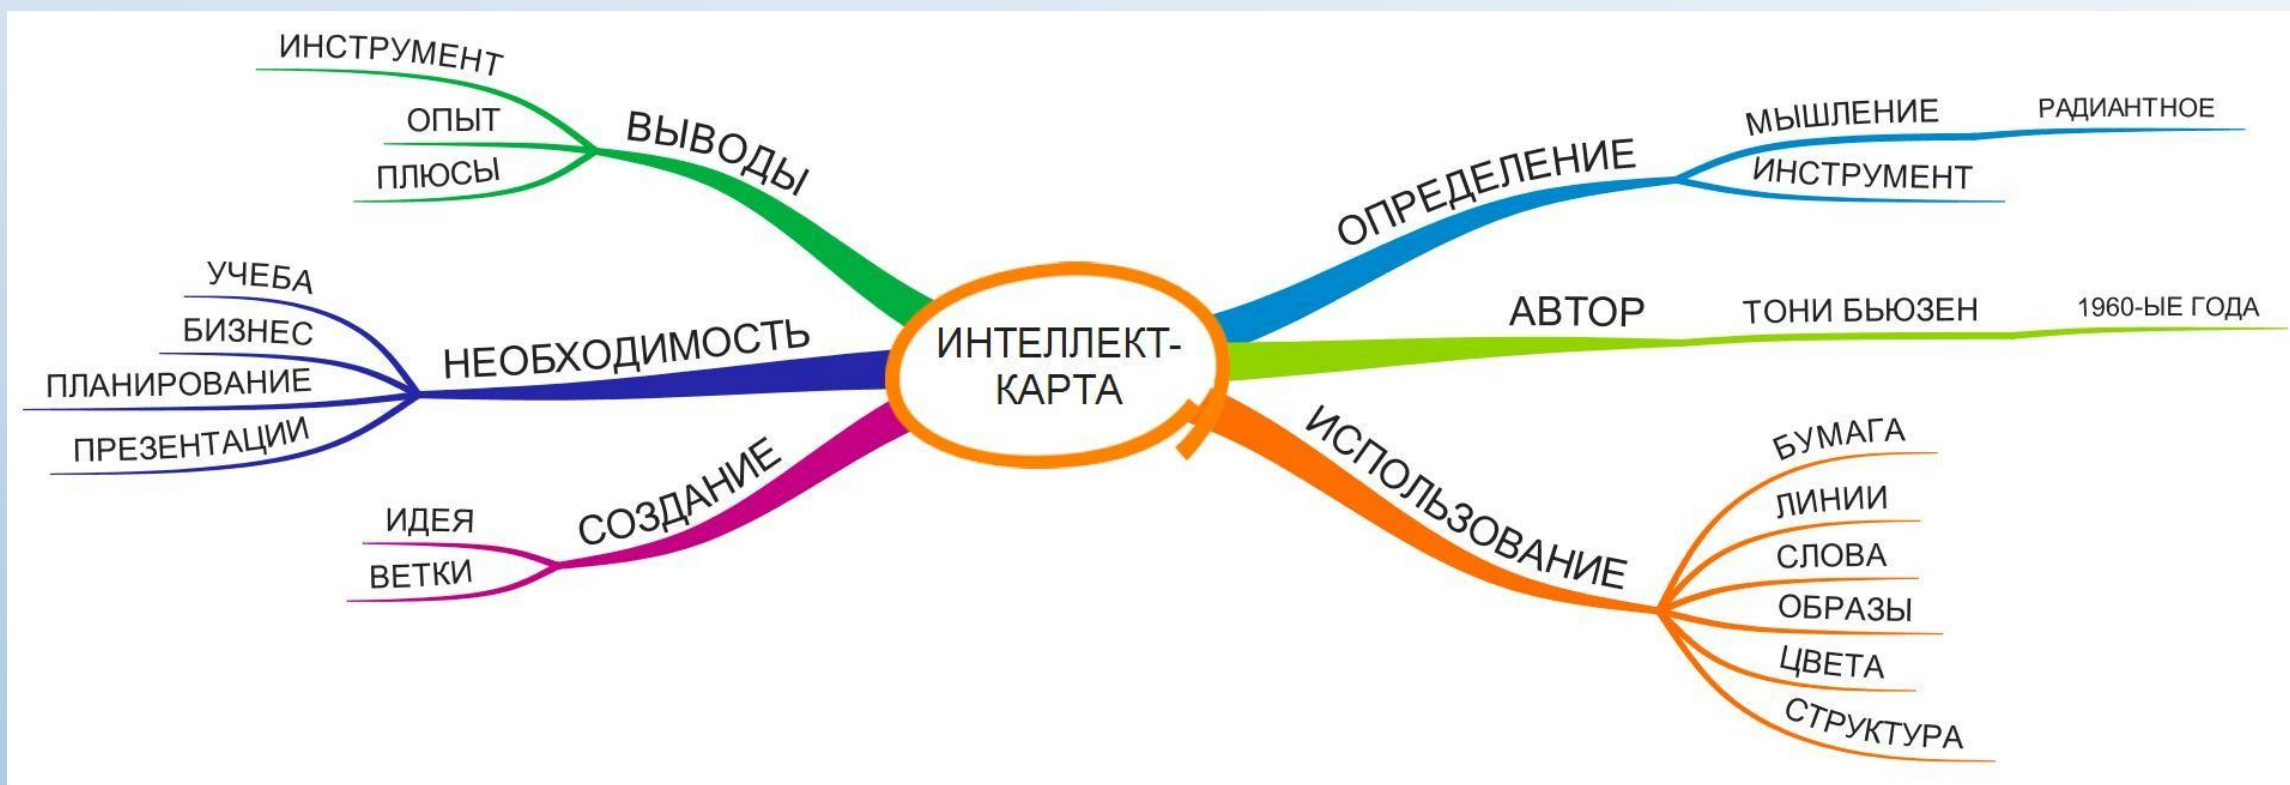 ИНТЕЛЛЕКТ-
КАРТА
ОПРЕДЕЛЕНИЕ
МЫШЛЕНИЕ
РАДИАНТНОЕ
ИНСТРУМЕНТ
АВТОР
ТОНИ БЬЮЗЕН
1960-ЫЕ ГОДА
ИСПОЛЬЗОВАНИЕ
БУМАГА
ЛИНИИ
СЛОВА
ОБРАЗЫ
ЦВЕТА
СТРУКТУРА
СОЗДАНИЕ
ИДЕЯ
ВЕТКИ
НЕОБХОДИМОСТЬ
УЧЕБА
БИЗНЕС
ПЛАНИРОВАНИЕ
ПРЕЗЕНТАЦИИ
ВЫВОДЫ
ИНСТРУМЕНТ
ОПЫТ
ПЛЮСЫ